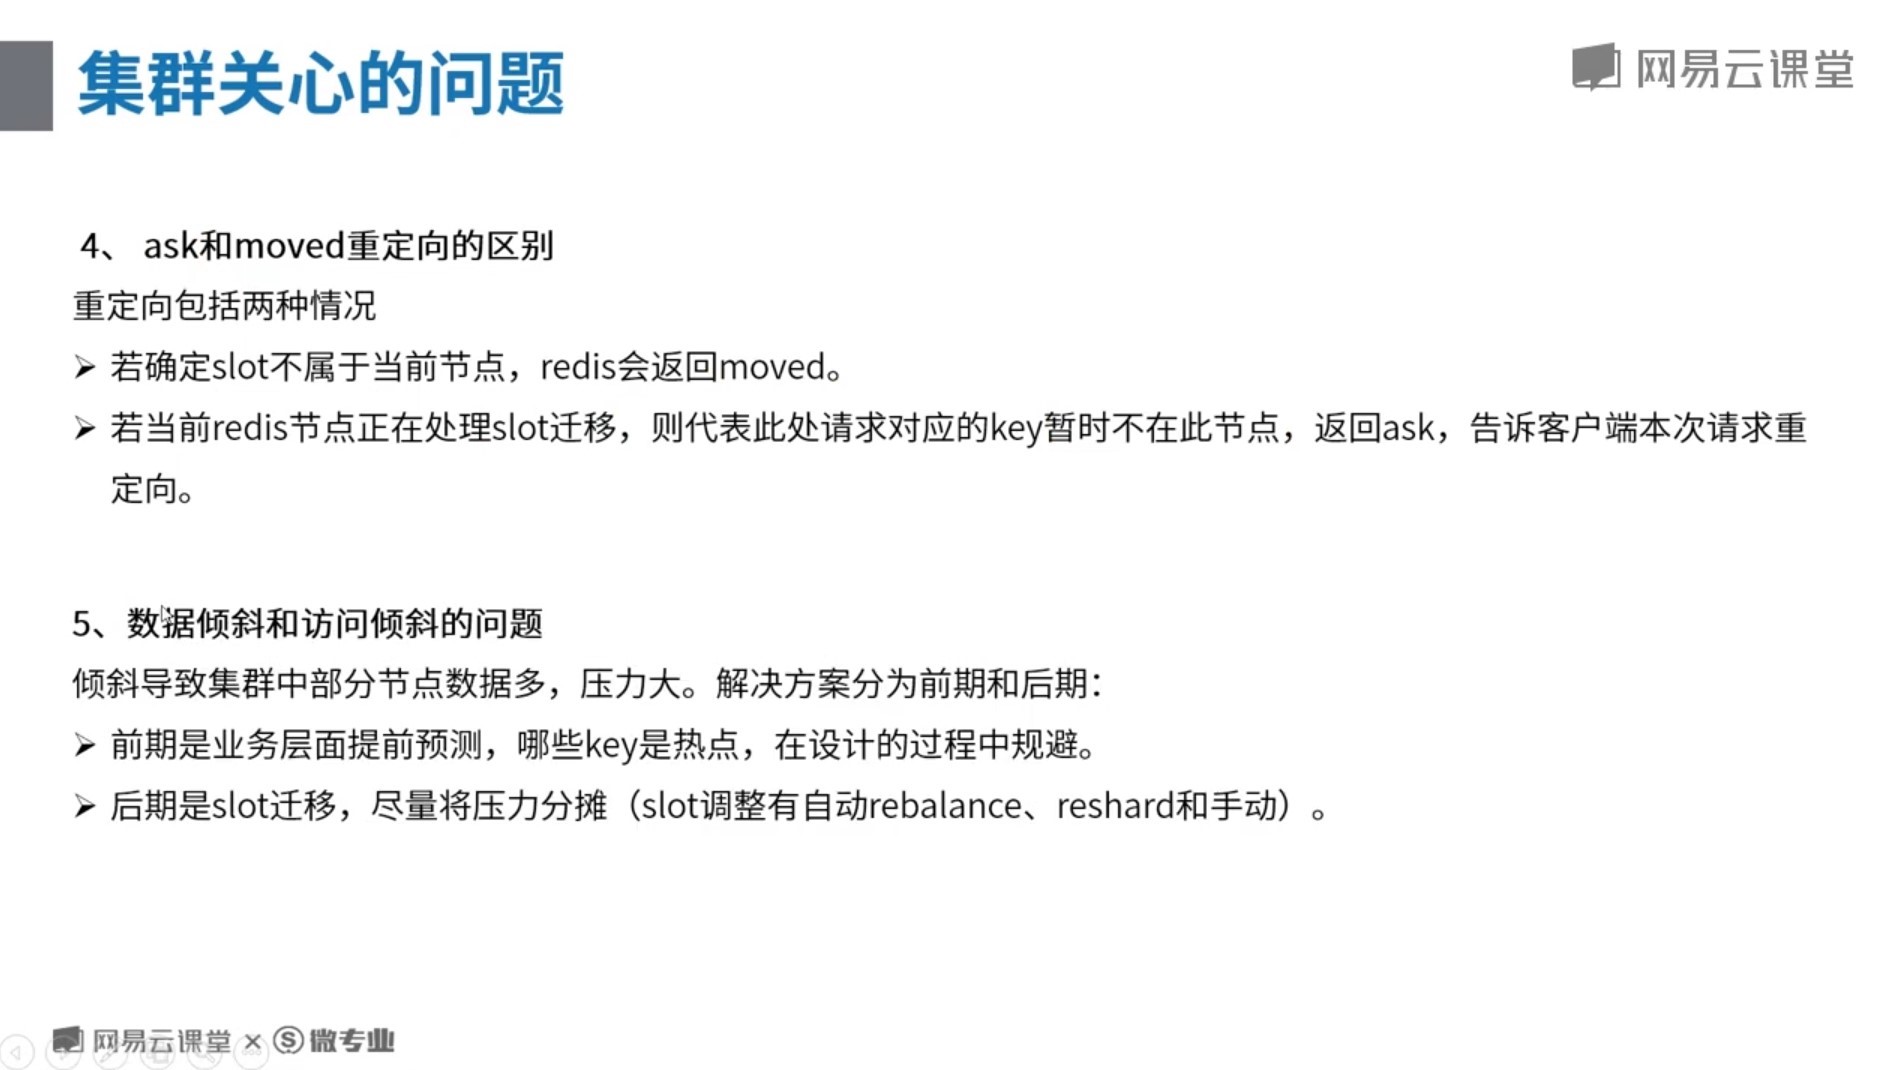 集群关心的问题
网易云课堂
4、 ask和moved重定向的区别
重定向包括两种情况
➢ 若确定slot不属于当前节点，redis会返回moved。
➢ 若当前redis节点正在处理slot迁移，则代表此处请求对应的key暂时不在此节点，返回ask，告诉客户端本次请求重
定向。
5、数据倾斜和访问倾斜的问题
倾斜导致集群中部分节点数据多，压力大。解决方案分为前期和后期：
➢ 前期是业务层面提前预测，哪些key是热点，在设计的过程中规避。
➢ 后期是slot迁移，尽量将压力分摊（slot调整有自动rebalance、reshard和手动）。
网易云课堂 × Ⓢ 微专业